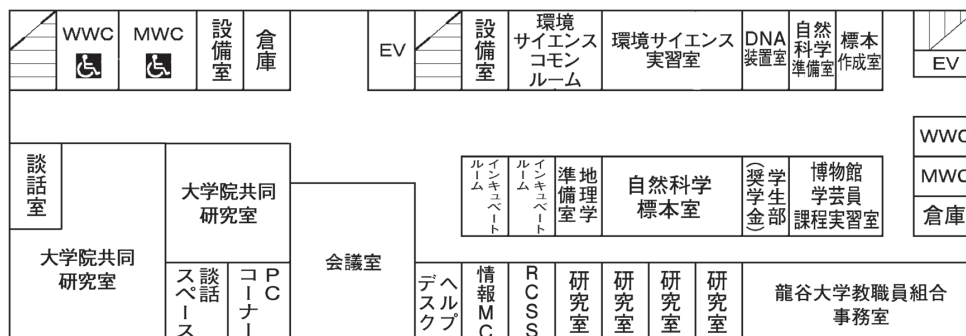 WWC
MWC
設備室
倉庫
EV
設備室
環境
サイエンス
コモン
ルーム
環境サイエンス
実習室
DNA
装置室
自然
科学
準備室
標本
作成室
EV
WWC
MWC
倉庫
談話室
大学院共同
研究室
大学院共同
研究室
会議室
インキュベート
ルーム
インキュベート
ルーム
地理学
準備室
自然科学
標本室
学生部
(奨学金)
博物館
学芸員
課程実習室
談話
スペース
PC
コーナー
ヘルプ
デスク
情報MC
RCSS
研究室
研究室
研究室
研究室
龍谷大学教職員組合
事務室